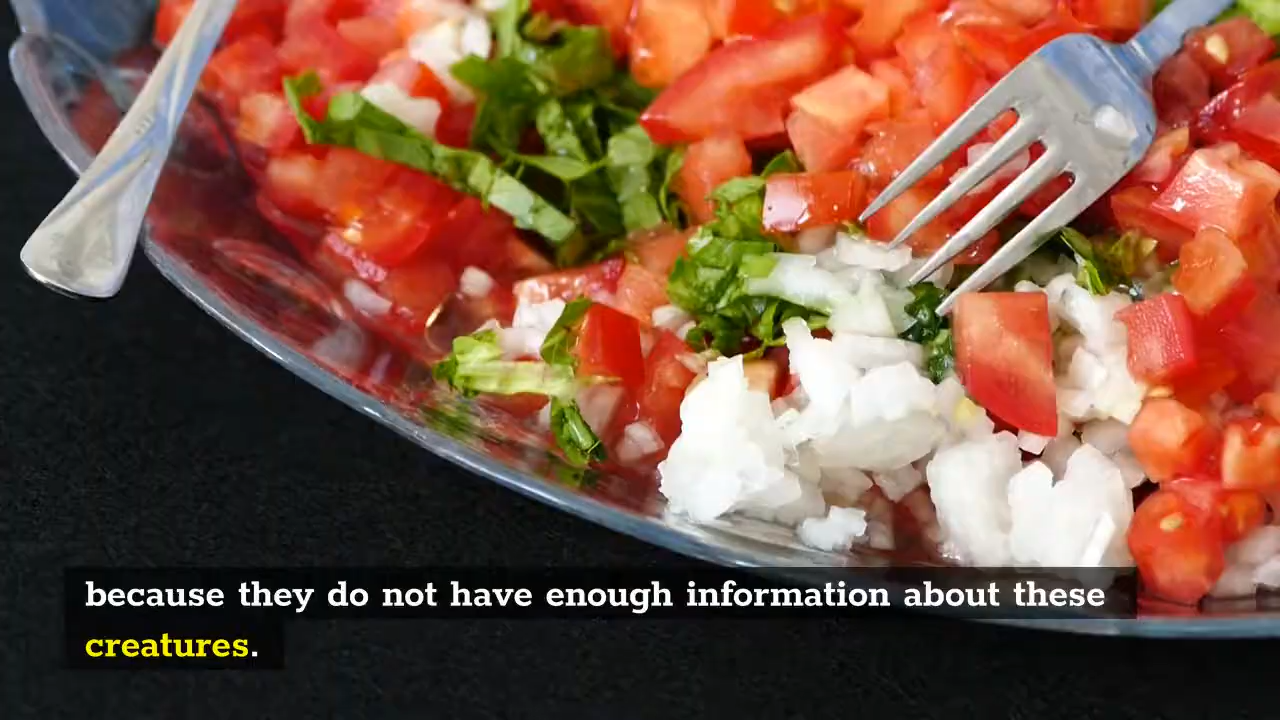 because they do not have enough information about these
creatures.